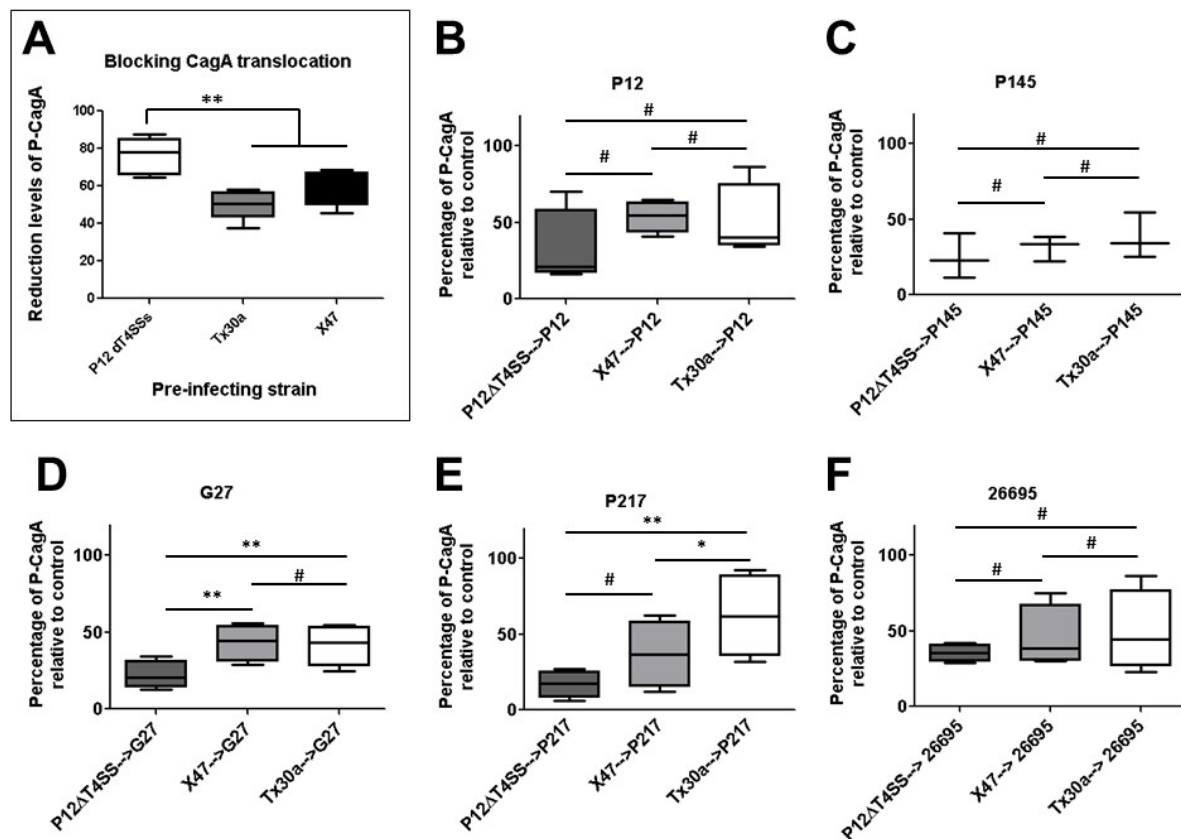 A
Blocking CagA translocation
**
Reduction levels of P-CagA
100
80
60
40
20
0
P12 dT4SSs
Tx30a
X47
Pre-infecting strain
B
P12
Percentage of P-CagA
relative to control
100
50
0
#
#
#
P12ΔT4SS-->P12
X47-->P12
Tx30a-->P12
C
P145
Percentage of P-CagA
relative to control
100
50
0
#
#
#
P12ΔT4SS-->P145
X47-->P145
Tx30a-->P145
D
G27
Percentage of P-CagA
relative to control
100
50
0
**
#
**
P12ΔT4SS-->G27
X47-->G27
Tx30a-->G27
E
P217
Percentage of P-CagA
relative to control
100
50
0
**
*
#
P12ΔT4SS-->P217
X47-->P217
Tx30a-->P217
F
26695
Percentage of P-CagA
relative to control
100
50
0
#
#
#
P12ΔT4SS--> 26695
X47--> 26695
Tx30a--> 26695